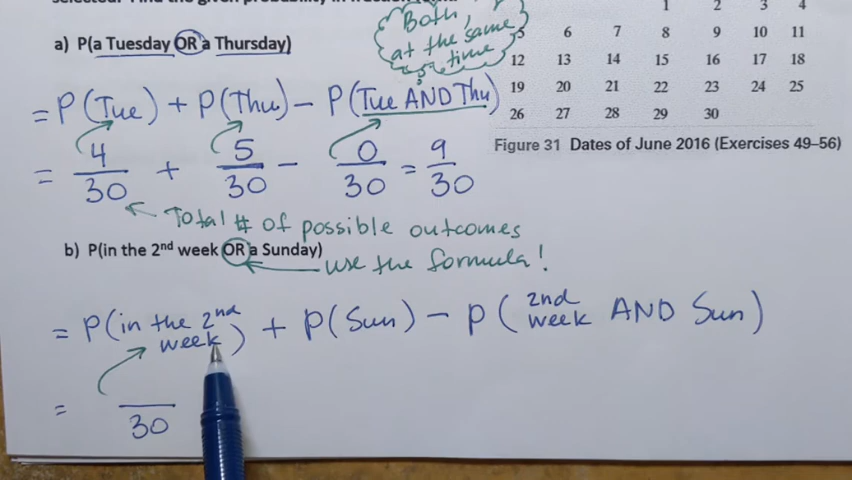 a) P(a Tuesday OR a Thursday)
Both,
at the same
time
= P(Tue) + P(Thu) - P(Tue AND Thu)
= 4/30 + 5/30 - 0/30 = 9/30
Total # of possible outcomes
1 2 3 4
5 6 7 8 9 10 11
12 13 14 15 16 17 18
19 20 21 22 23 24 25
26 27 28 29 30
Figure 31 Dates of June 2016 (Exercises 49–56)
b) P(in the 2nd week OR a Sunday)
use the formula!
= P(in the 2nd week) + P(Sun) - P(2nd week AND Sun)
= /30